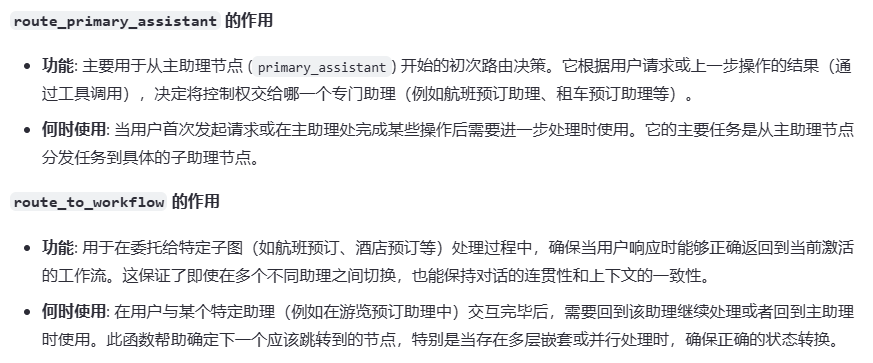 route_primary_assistant 的作用
功能: 主要用于从主助理节点 (primary_assistant) 开始的初次路由决策。它根据用户请求或上一步操作的结果（通
过工具调用），决定将控制权交给哪一个专门助理（例如航班预订助理、租车预订助理等）。
何时使用: 当用户首次发起请求或在主助理处完成某些操作后需要进一步处理时使用。它的主要任务是从主助理节点
分发任务到具体的子助理节点。
route_to_workflow 的作用
功能: 用于在委托给特定子图（如航班预订、酒店预订等）处理过程中，确保当用户响应时能够正确返回到当前激活
的工作流。这保证了即使在多个不同助理之间切换，也能保持对话的连贯性和上下文的一致性。
何时使用: 在用户与某个特定助理（例如在游览预订助理中）交互完毕后，需要回到该助理继续处理或者回到主助理
时使用。此函数帮助确定下一个应该跳转到的节点，特别是当存在多层嵌套或并行处理时，确保正确的状态转换。